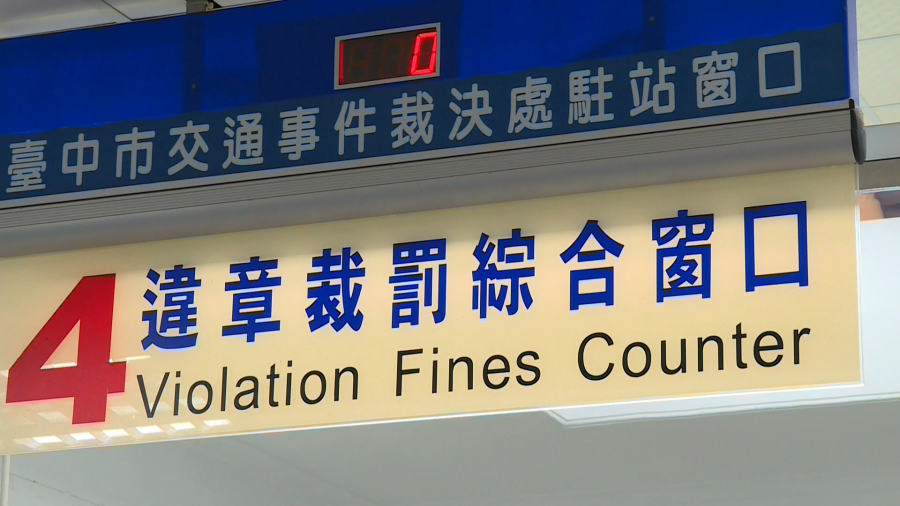 0
臺中市交通事件裁決處駐站窗口
4 違章裁罰綜合窗口
Violation Fines Counter